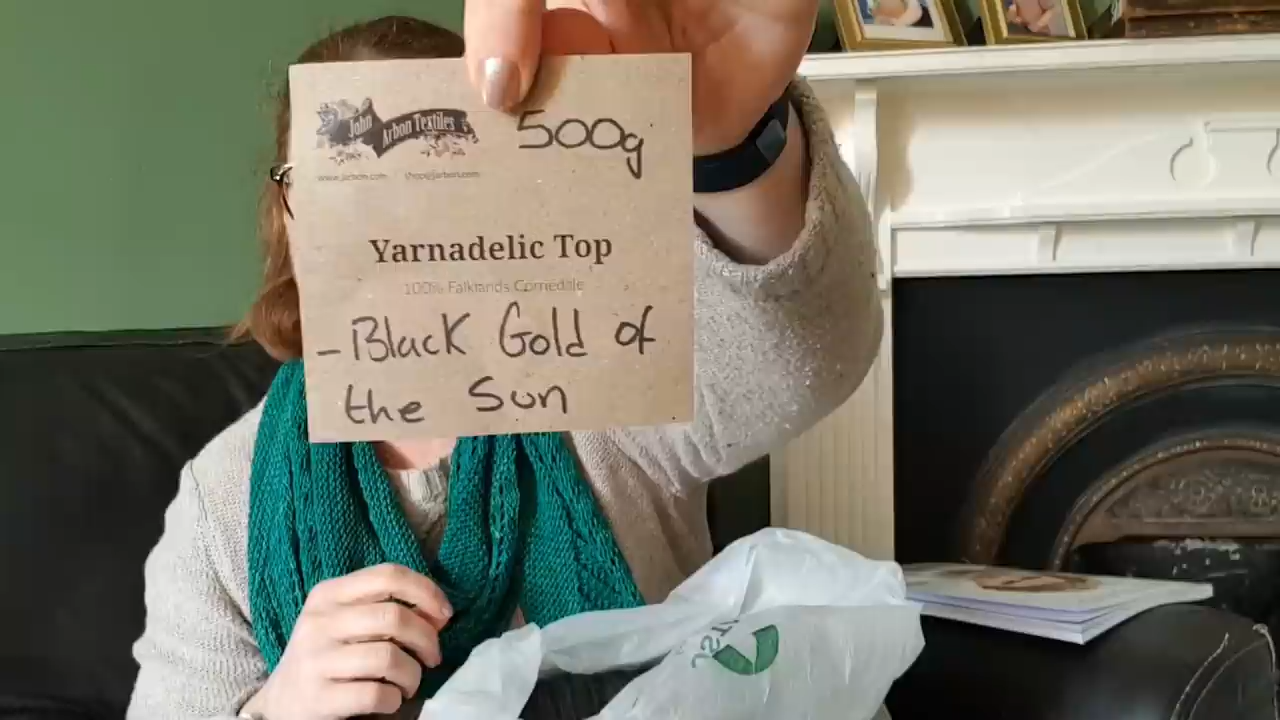 John Arbon Textiles
500g
www.jarbon.com shop@jarbon.com
Yarnadelic Top
100% Falklands Corriedale
- Black Gold of
the Sun